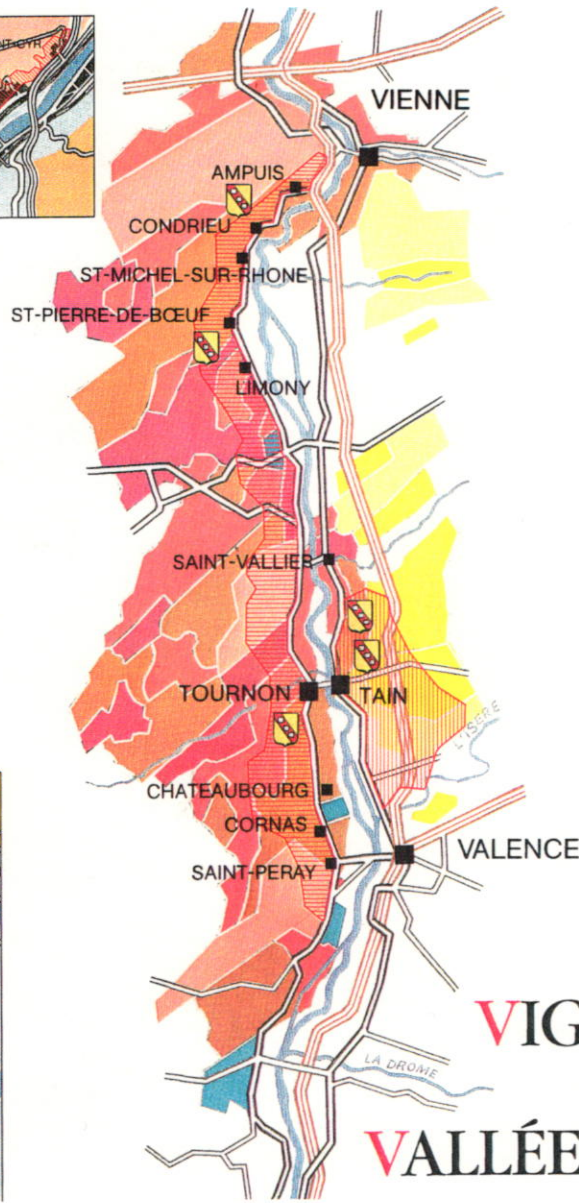 VIENNE
AMPUIS
CONDRIEU
ST-MICHEL-SUR-RHONE
ST-PIERRE-DE-BŒUF
LIMONY
SAINT-VALLIER
TOURNON
TAIN
L'ISERE
CHATEAUBOURG
CORNAS
SAINT-PERAY
VALENCE
VIG
LA DROME
VALLÉE